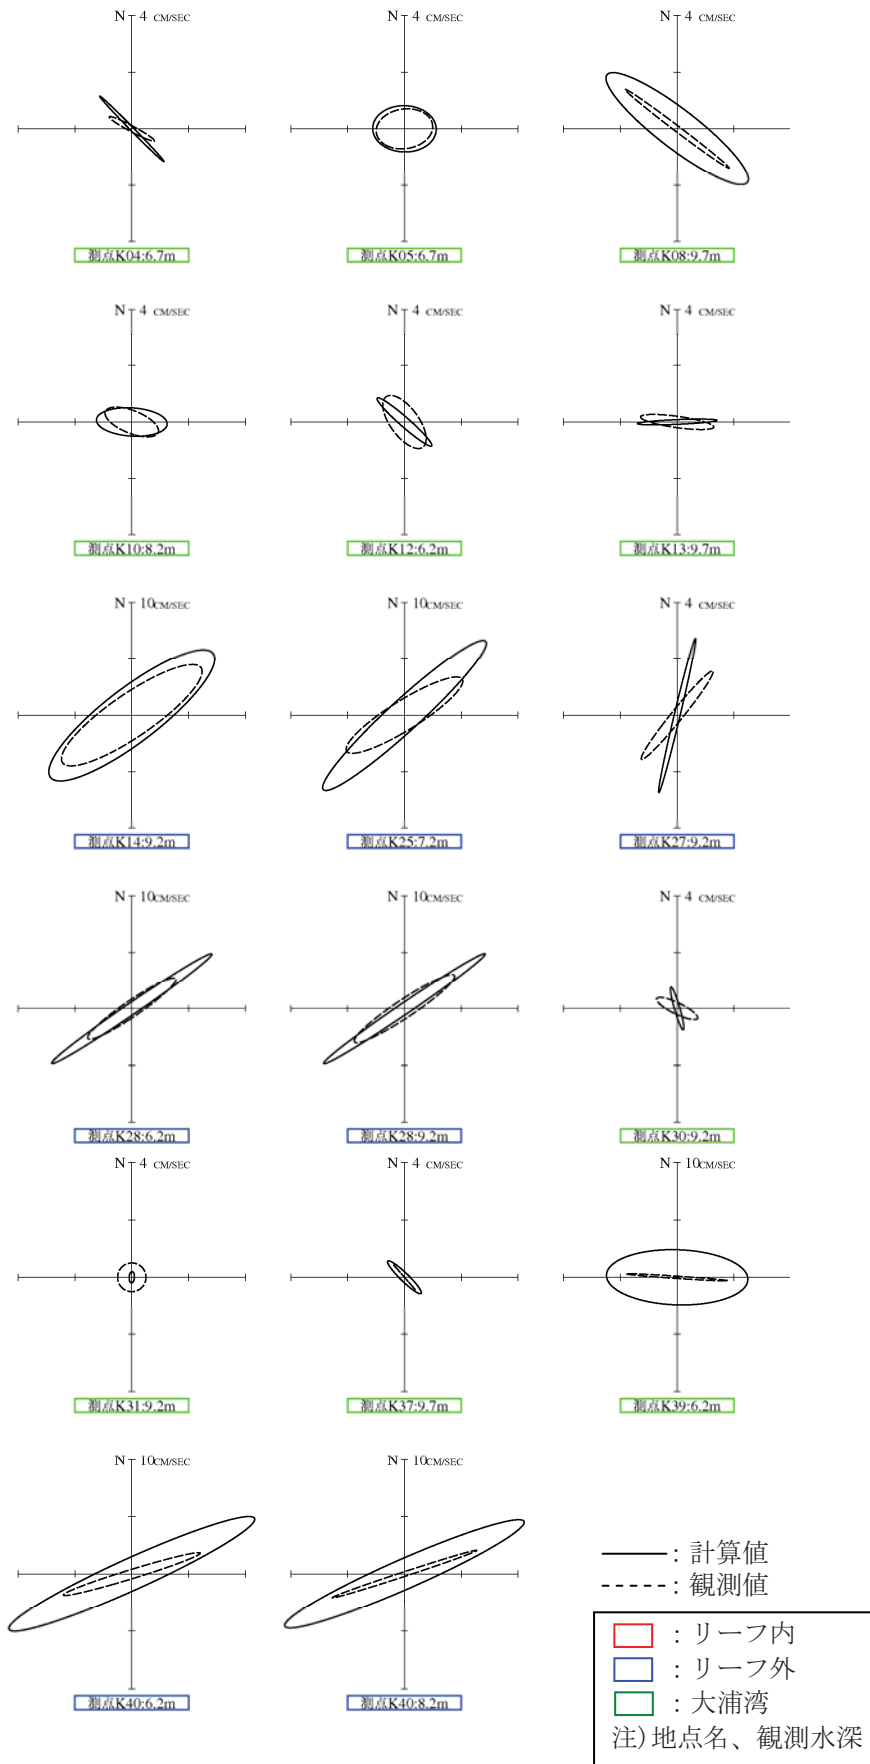 N 4 CM/SEC
N 4 CM/SEC
N 4 CM/SEC
測点K04:6.7m
測点K05:6.7m
測点K08:9.7m
N 4 CM/SEC
N 4 CM/SEC
N 4 CM/SEC
測点K10:8.2m
測点K12:6.2m
測点K13:9.7m
N 10CM/SEC
N 10CM/SEC
N 4 CM/SEC
測点K14:9.2m
測点K25:7.2m
測点K27:9.2m
N 10CM/SEC
N 10CM/SEC
N 4 CM/SEC
測点K28:6.2m
測点K28:9.2m
測点K30:9.2m
N 4 CM/SEC
N 4 CM/SEC
N 10CM/SEC
測点K31:9.2m
測点K37:9.7m
測点K39:6.2m
N 10CM/SEC
N 10CM/SEC
測点K40:6.2m
測点K40:8.2m
：計算値
：観測値
：リーフ内
：リーフ外
：大浦湾
注)地点名、観測水深